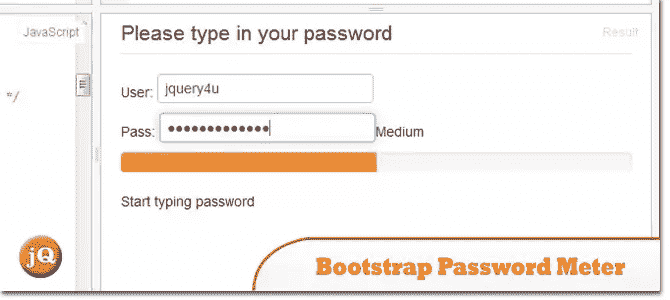 JavaScript
Please type in your password
Result
*/
User: jquery4u
Pass: ●●●●●●●●●●●●● Medium
Start typing password
jQ
Bootstrap Password Meter